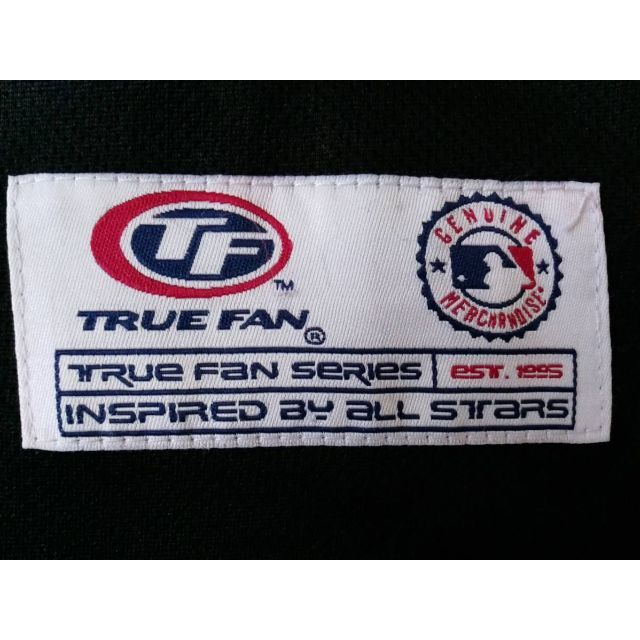 TF
TM
TRUE FAN®
GENUINE
MERCHANDISE
TRUE FAN SERIES
EST. 1995
INSPIRED BY ALL STARS